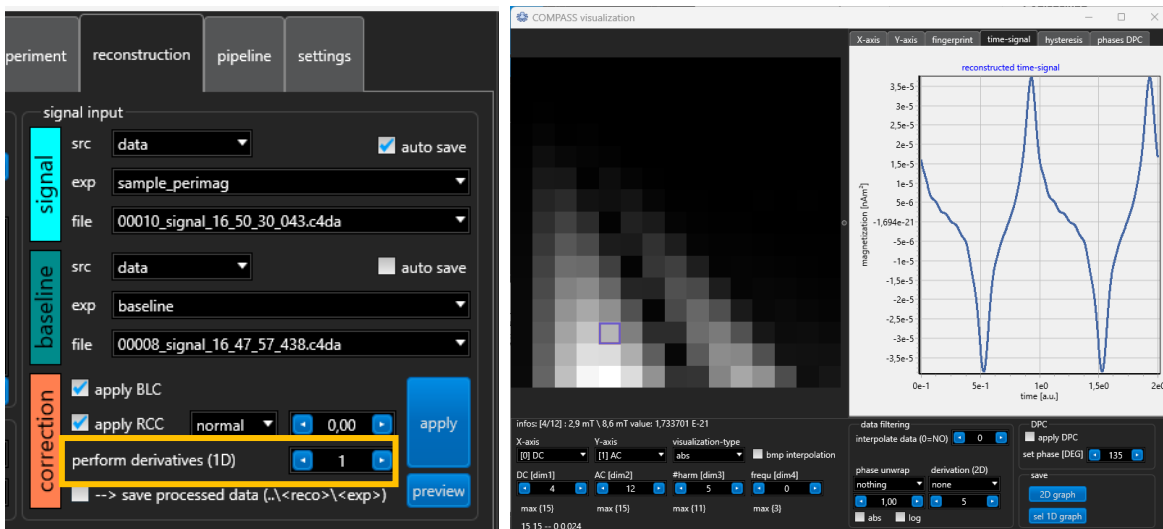 periment reconstruction pipeline settings
signal input
signal
src data auto save
exp sample_perimag
file 00010_signal_16_50_30_043.c4da
baseline
src data auto save
exp baseline
file 00008_signal_16_47_57_438.c4da
correction
apply BLC
apply RCC normal 0,00 apply
perform derivatives (1D) 1
--> save processed data (..\<reco>\<exp>) preview
COMPASS visualization
X-axis Y-axis fingerprint time-signal hysteresis phases DPC
reconstructed time-signal
3,5e-5
3e-5
2,5e-5
2e-5
1,5e-5
1e-5
5e-6
-1,694e-21
-5e-6
-1e-5
-1,5e-5
-2e-5
-2,5e-5
-3e-5
-3,5e-5
magnetization [nAm²]
0e-1 5e-1 1e0 1,5e0 2e0
time [a.u.]
infos: [4/12] : 2,9 mT \ 8,6 mT value: 1,733701 E-21
X-axis Y-axis visualization-type
[0] DC [1] AC abs bmp interpolation
DC [dim1] AC [dim2] #harm [dim3] frequ [dim4]
4 12 5 0
max {15} max {15} max {11} max {3}
15 15 -- 0 0.024
data filtering
interpolate data (0=NO) 0
phase unwrap derivation (2D)
nothing none
1,00 5
abs log
DPC
apply DPC
set phase [DEG] 135
save
2D graph
sel 1D graph